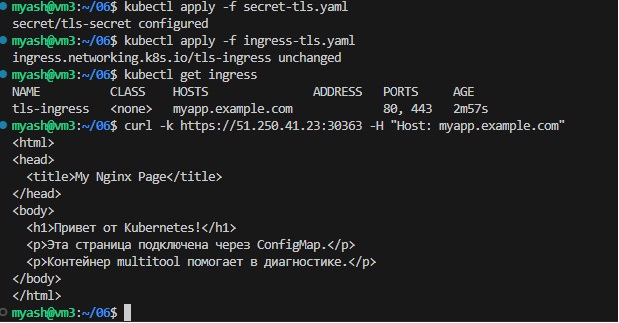 myash@vm3:~/06$ kubectl apply -f secret-tls.yaml
secret/tls-secret configured
myash@vm3:~/06$ kubectl apply -f ingress-tls.yaml
ingress.networking.k8s.io/tls-ingress unchanged
myash@vm3:~/06$ kubectl get ingress
NAME          CLASS    HOSTS               ADDRESS   PORTS     AGE
tls-ingress   <none>   myapp.example.com             80, 443   2m57s
myash@vm3:~/06$ curl -k https://51.250.41.23:30363 -H "Host: myapp.example.com"
<html>
<head>
  <title>My Nginx Page</title>
</head>
<body>
  <h1>Привет от Kubernetes!</h1>
  <p>Эта страница подключена через ConfigMap.</p>
  <p>Контейнер multitool помогает в диагностике.</p>
</body>
</html>
myash@vm3:~/06$